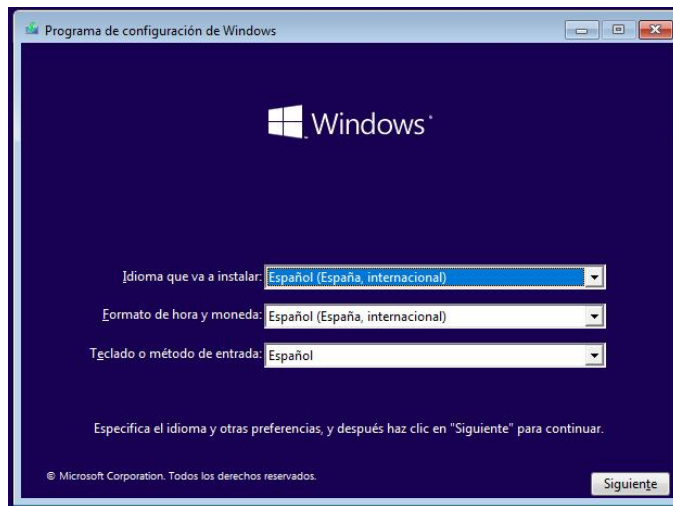 Programa de configuración de Windows
Windows
Idioma que va a instalar: Español (España, internacional)
Formato de hora y moneda: Español (España, internacional)
Teclado o método de entrada: Español
Especifica el idioma y otras preferencias, y después haz clic en "Siguiente" para continuar.
© Microsoft Corporation. Todos los derechos reservados.
Siguiente